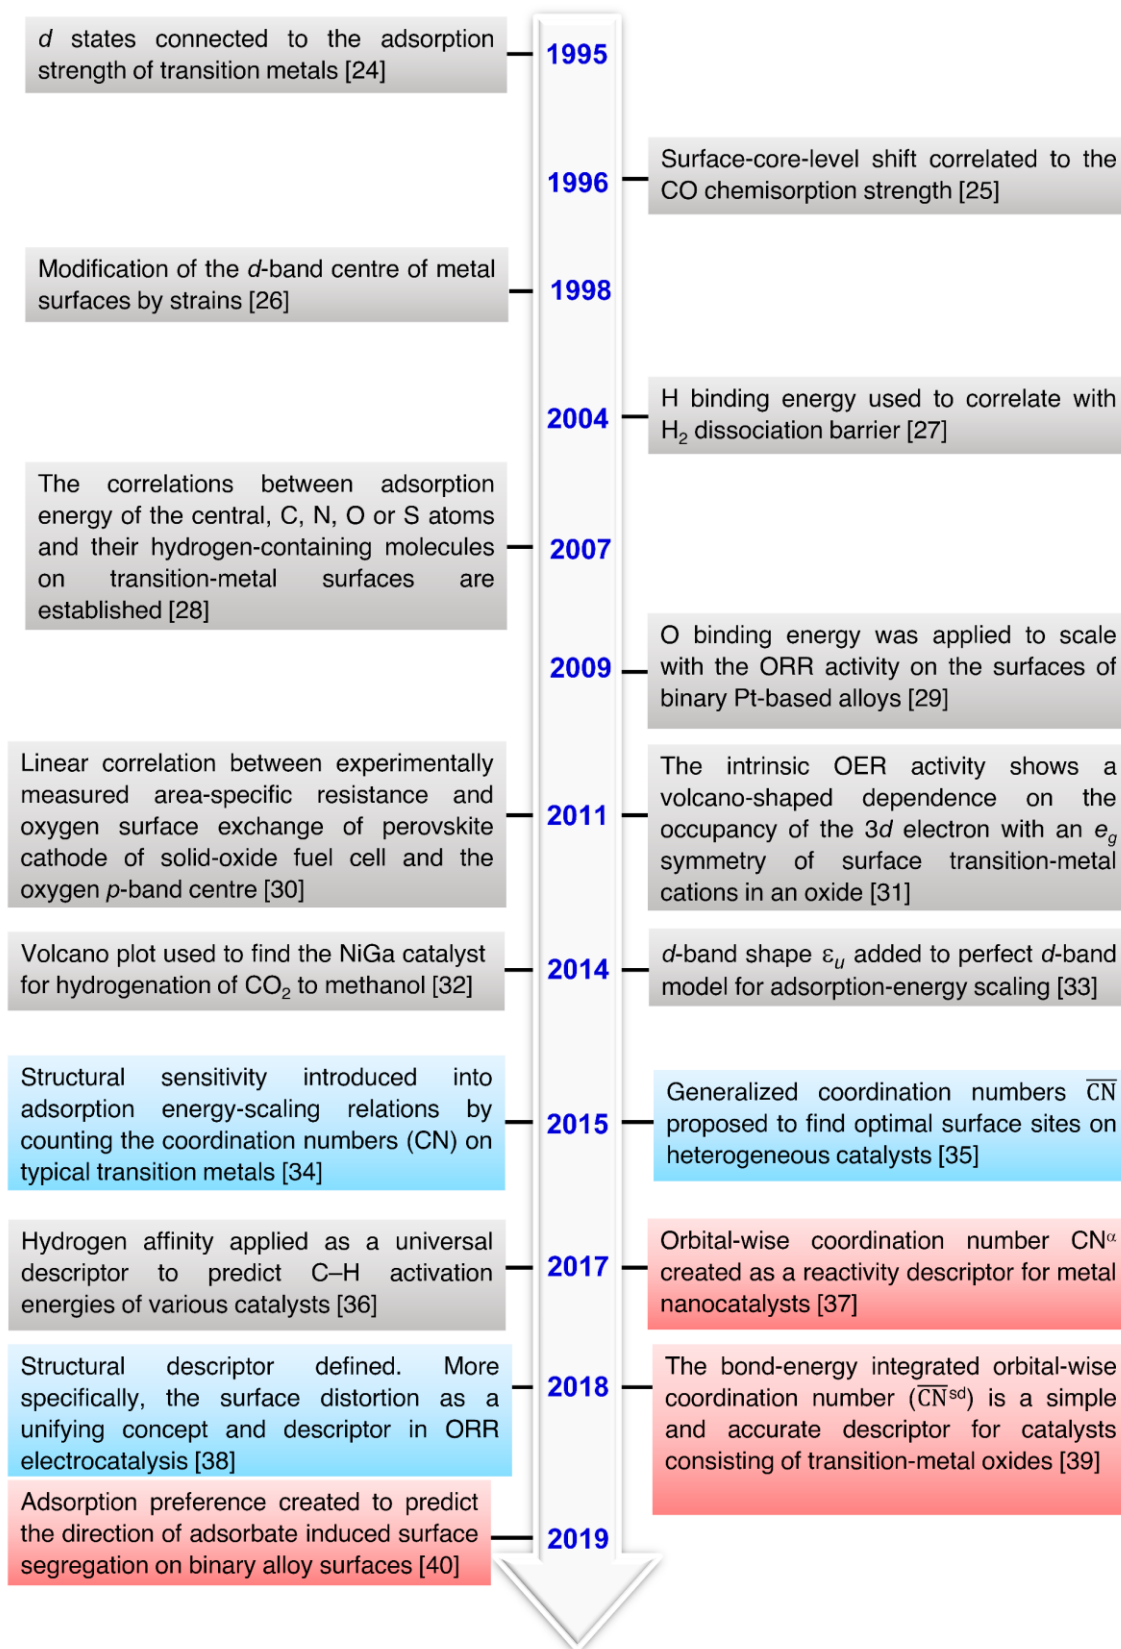 d states connected to the adsorption
strength of transition metals [24]
1995
Surface-core-level shift correlated to the
CO chemisorption strength [25]
1996
Modification of the d-band centre of metal
surfaces by strains [26]
1998
H binding energy used to correlate with
H₂ dissociation barrier [27]
2004
The correlations between adsorption
energy of the central, C, N, O or S atoms
and their hydrogen-containing molecules
on transition-metal surfaces are
established [28]
2007
O binding energy was applied to scale
with the ORR activity on the surfaces of
binary Pt-based alloys [29]
2009
Linear correlation between experimentally
measured area-specific resistance and
oxygen surface exchange of perovskite
cathode of solid-oxide fuel cell and the
oxygen p-band centre [30]
2011
The intrinsic OER activity shows a
volcano-shaped dependence on the
occupancy of the 3d electron with an e_g
symmetry of surface transition-metal
cations in an oxide [31]
Volcano plot used to find the NiGa catalyst
for hydrogenation of CO₂ to methanol [32]
2014
d-band shape ε_u added to perfect d-band
model for adsorption-energy scaling [33]
Structural sensitivity introduced into
adsorption energy-scaling relations by
counting the coordination numbers (CN) on
typical transition metals [34]
2015
Generalized coordination numbers C̅N̅
proposed to find optimal surface sites on
heterogeneous catalysts [35]
Hydrogen affinity applied as a universal
descriptor to predict C–H activation
energies of various catalysts [36]
2017
Orbital-wise coordination number CNᵅ
created as a reactivity descriptor for metal
nanocatalysts [37]
Structural descriptor defined. More
specifically, the surface distortion as a
unifying concept and descriptor in ORR
electrocatalysis [38]
2018
The bond-energy integrated orbital-wise
coordination number (C̅N̅ˢᵈ) is a simple
and accurate descriptor for catalysts
consisting of transition-metal oxides [39]
Adsorption preference created to predict
the direction of adsorbate induced surface
segregation on binary alloy surfaces [40]
2019